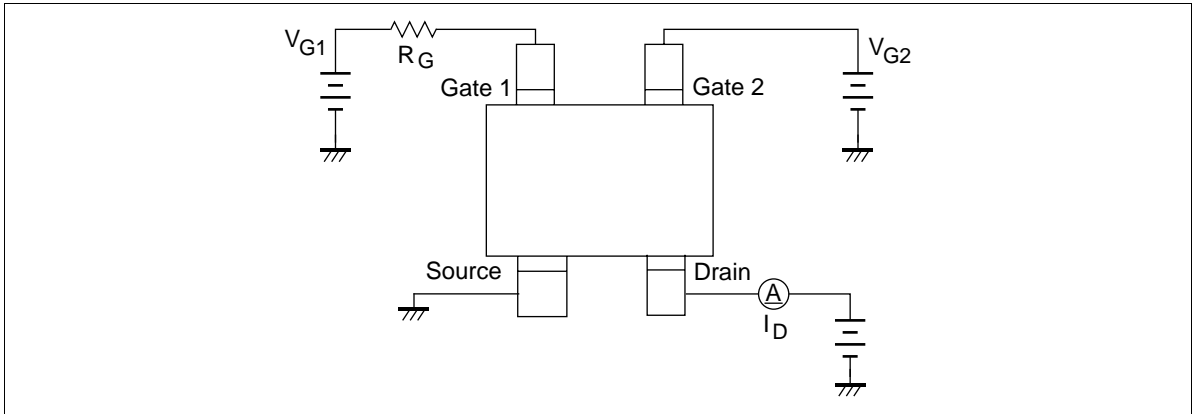 VG1
RG
VG2
Gate 1
Gate 2
Source
Drain
A
ID